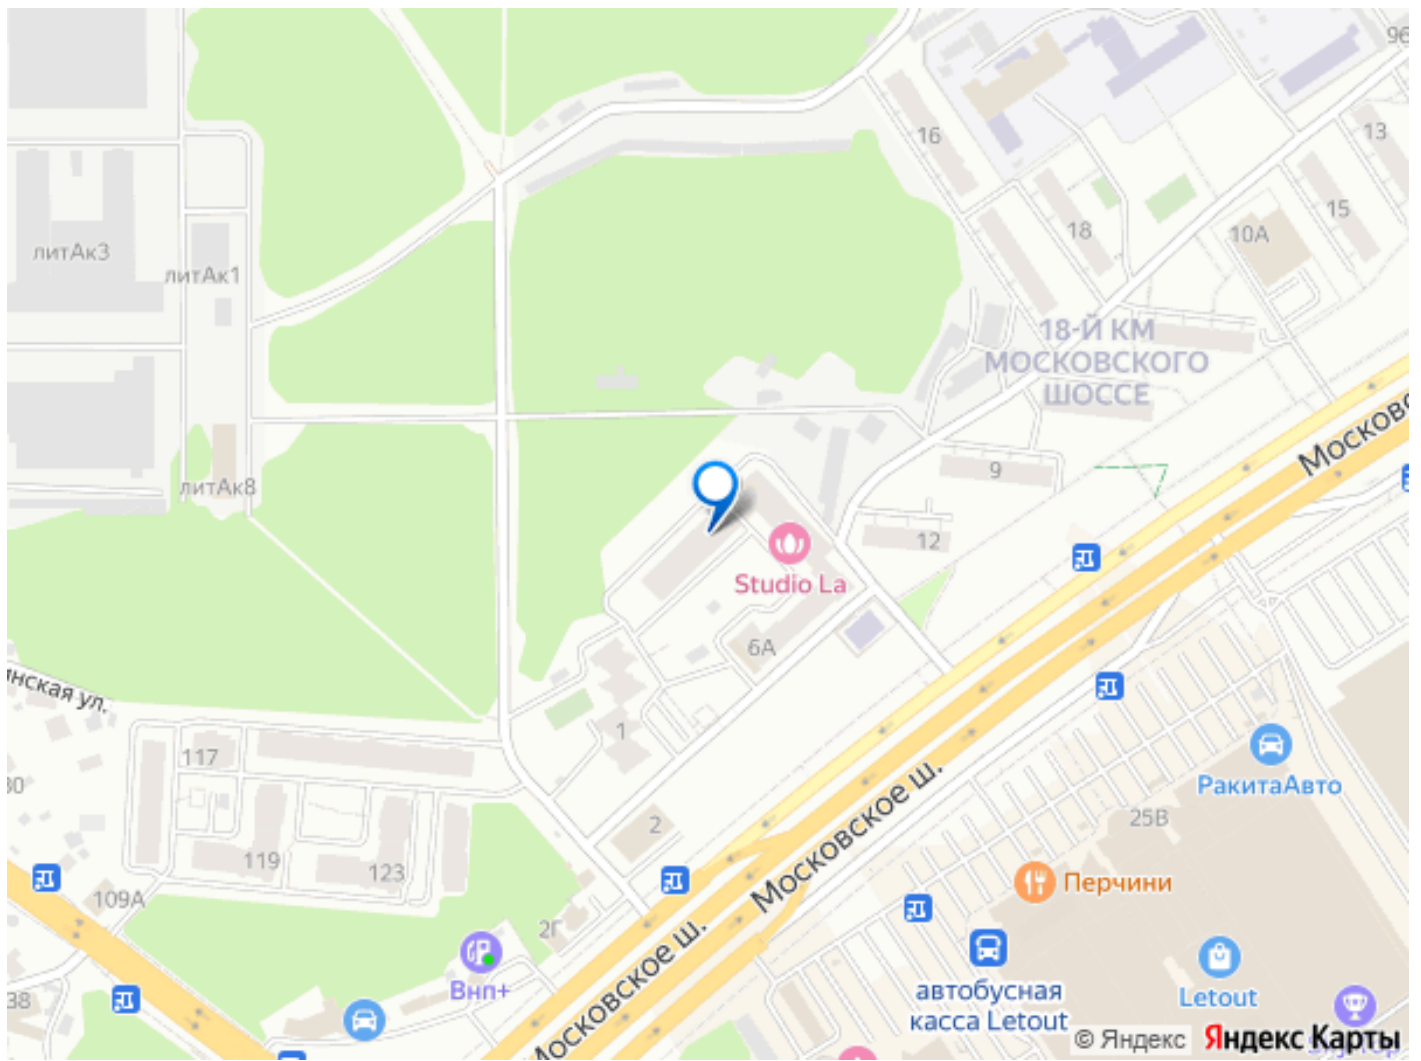 9б
13
16
15
18
10А
литАк3
литАк1
18-Й КМ
МОСКОВСКОГО
ШОССЕ
Московс
9
литАк8
12
Studio La
6А
нская ул.
1
117
РакитаАвто
30
Московское ш.
25В
2
119
123
Перчини
109А
2Г
Московское ш.
Внп+
38
автобусная
касса Letout
Letout
© Яндекс
Яндекс Карты